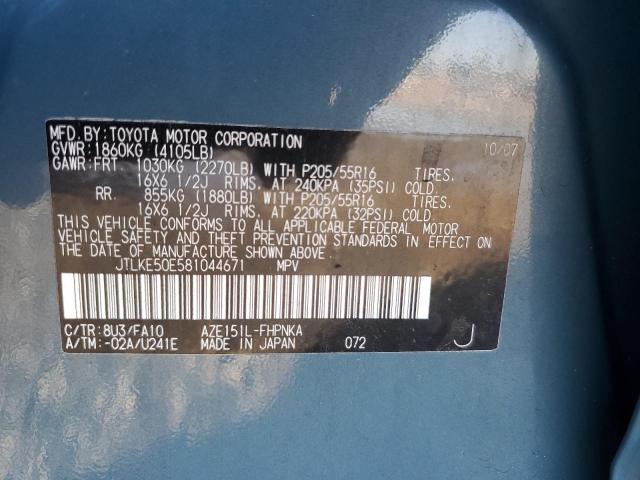 MFD. BY: TOYOTA MOTOR CORPORATION 10/07
GVWR: 1860KG (4105LB)
GAWR: FRT 1030KG (2270LB) WITH P205/55R16 TIRES,
16X6 1/2J RIMS, AT 240KPA (35PSI) COLD.
RR 855KG (1880LB) WITH P205/55R16 TIRES,
16X6 1/2J RIMS, AT 220KPA (32PSI) COLD
THIS VEHICLE CONFORMS TO ALL APPLICABLE FEDERAL MOTOR
VEHICLE SAFETY AND THEFT PREVENTION STANDARDS IN EFFECT ON
THE DATE OF MANUFACTURE SHOWN ABOVE.
JTLKE50E581044671 MPV
C/TR: 8U3/FA10 AZE151L-FHPNKA
A/TM: -02A/U241E MADE IN JAPAN 072 J